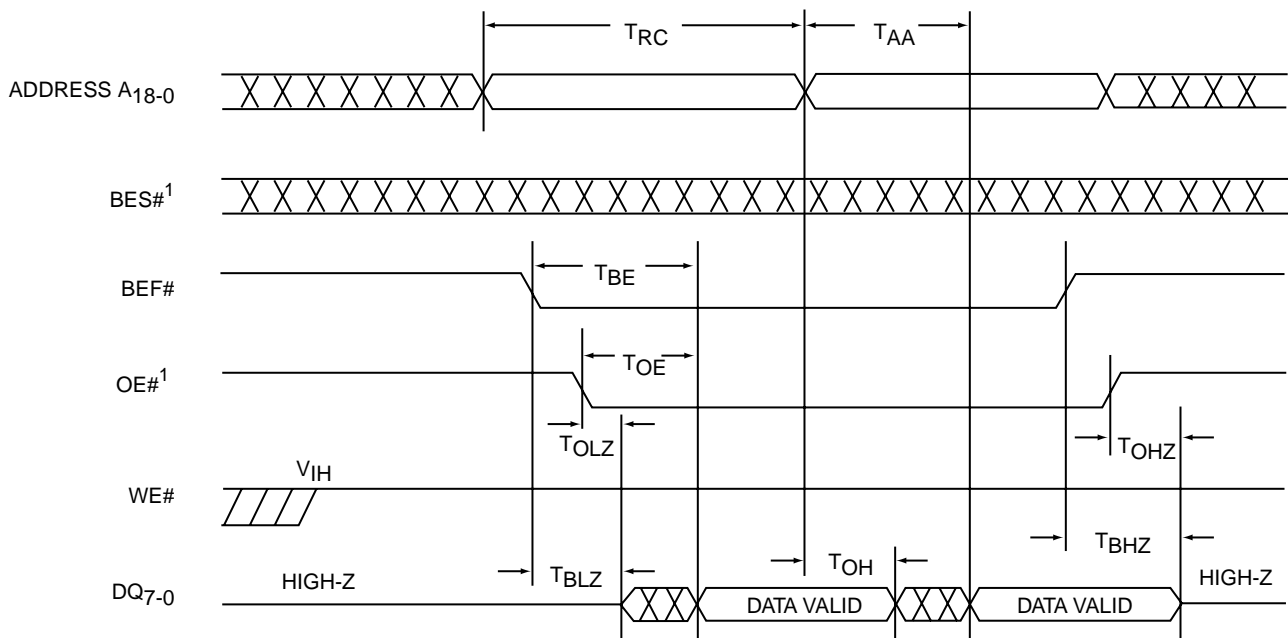 TRC TAA
ADDRESS A18-0
BES#1
BEF# TBE
OE#1 TOE
TOLZ TOHZ
VIH
WE#
TBLZ TOH TBHZ
DQ7-0 HIGH-Z DATA VALID DATA VALID HIGH-Z